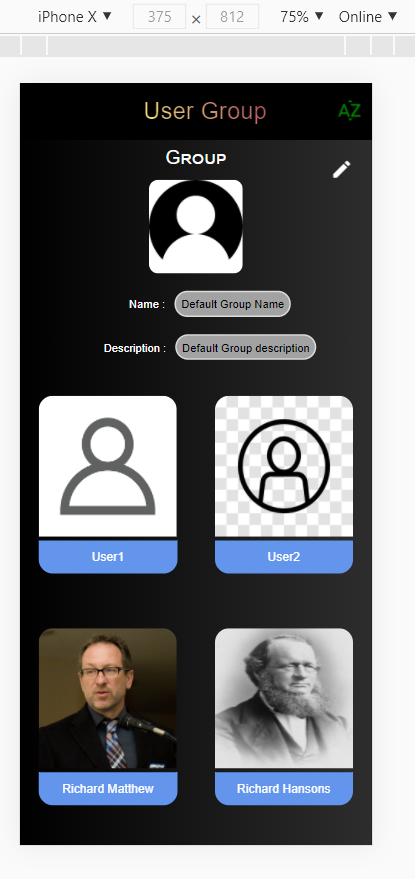 iPhone X ▼ 375 × 812 75% ▼ Online ▼
User Group
AZ
Group
Name : Default Group Name
Description : Default Group description
User1 User2
Richard Matthew Richard Hansons